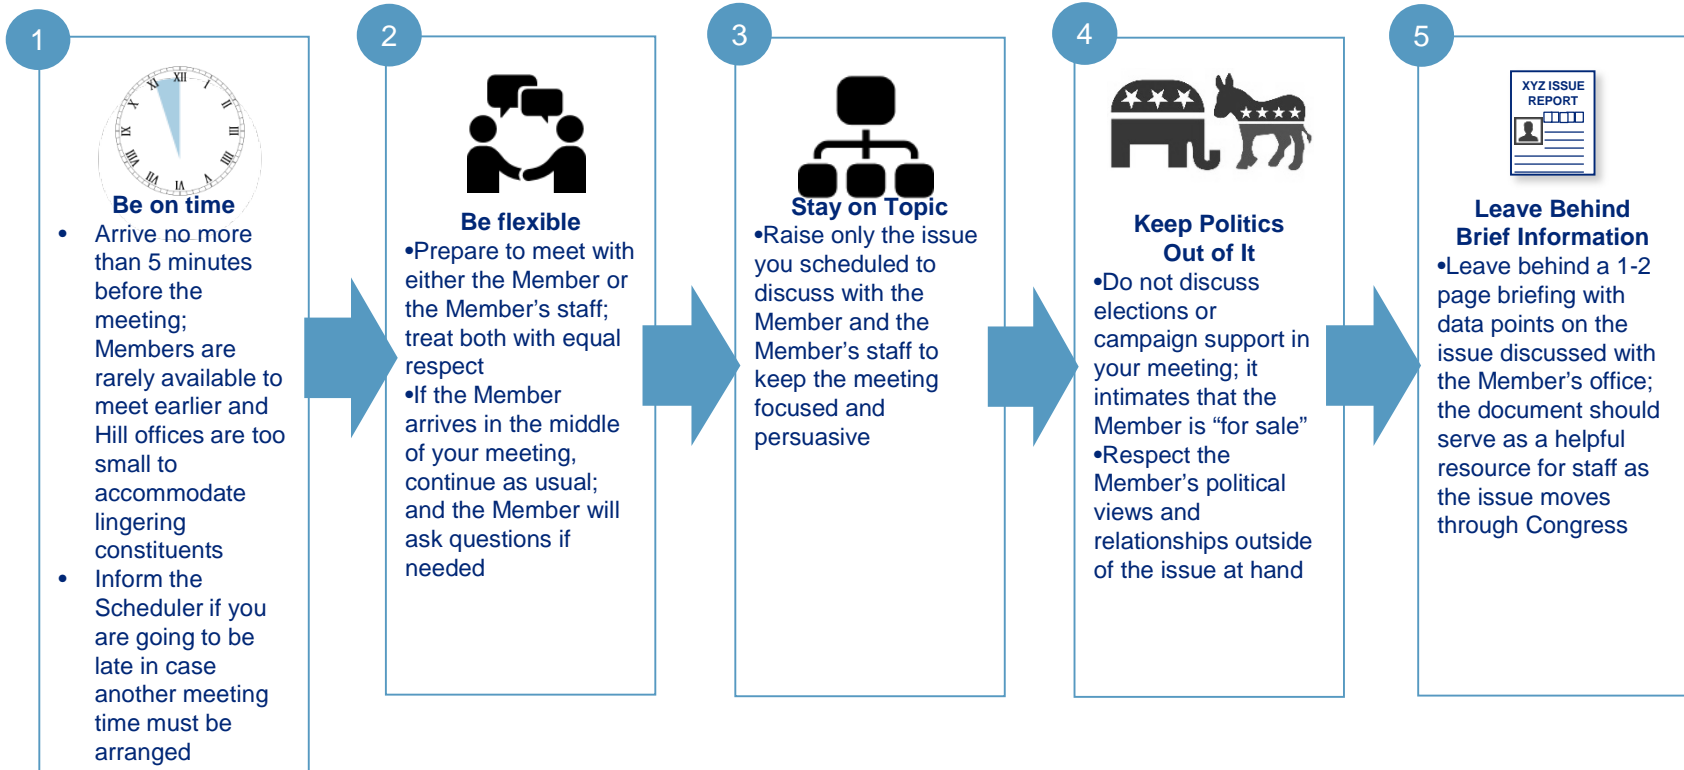 1
XII
I
II
III
IIII
V
VI
VII
VIII
IX
X
XI
Be on time
• Arrive no more
than 5 minutes
before the
meeting;
Members are
rarely available to
meet earlier and
Hill offices are too
small to
accommodate
lingering
constituents
• Inform the
Scheduler if you
are going to be
late in case
another meeting
time must be
arranged
2
Be flexible
•Prepare to meet with
either the Member or
the Member’s staff;
treat both with equal
respect
•If the Member
arrives in the middle
of your meeting,
continue as usual;
and the Member will
ask questions if
needed
3
Stay on Topic
•Raise only the issue
you scheduled to
discuss with the
Member and the
Member’s staff to
keep the meeting
focused and
persuasive
4
Keep Politics
Out of It
•Do not discuss
elections or
campaign support in
your meeting; it
intimates that the
Member is “for sale”
•Respect the
Member’s political
views and
relationships outside
of the issue at hand
5
XYZ ISSUE
REPORT
Leave Behind
Brief Information
•Leave behind a 1-2
page briefing with
data points on the
issue discussed with
the Member’s office;
the document should
serve as a helpful
resource for staff as
the issue moves
through Congress